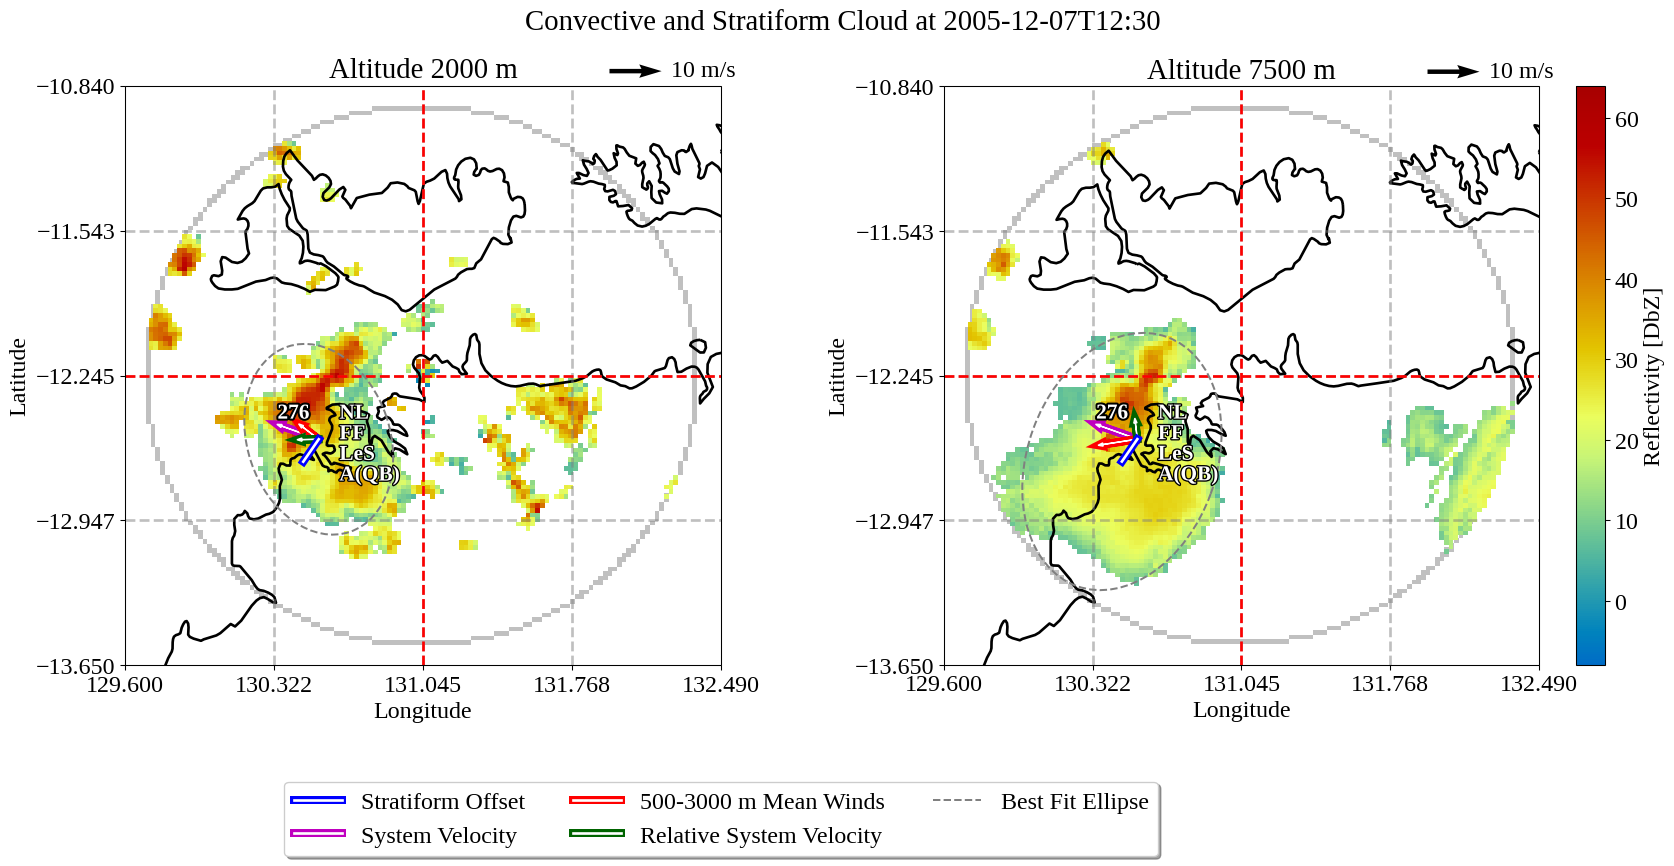 Convective and Stratiform Cloud at 2005-12-07T12:30
Altitude 2000 m
10 m/s
−10.840
−11.543
−12.245
−12.947
−13.650
Latitude
129.600
130.322
131.045
131.768
132.490
Longitude
276
NL
FF
LeS
A(QB)
Altitude 7500 m
10 m/s
−10.840
−11.543
−12.245
−12.947
−13.650
Latitude
129.600
130.322
131.045
131.768
132.490
Longitude
276
NL
FF
LeS
A(QB)
60
50
40
30
20
10
0
Reflectivity [DbZ]
Stratiform Offset
System Velocity
500-3000 m Mean Winds
Relative System Velocity
Best Fit Ellipse